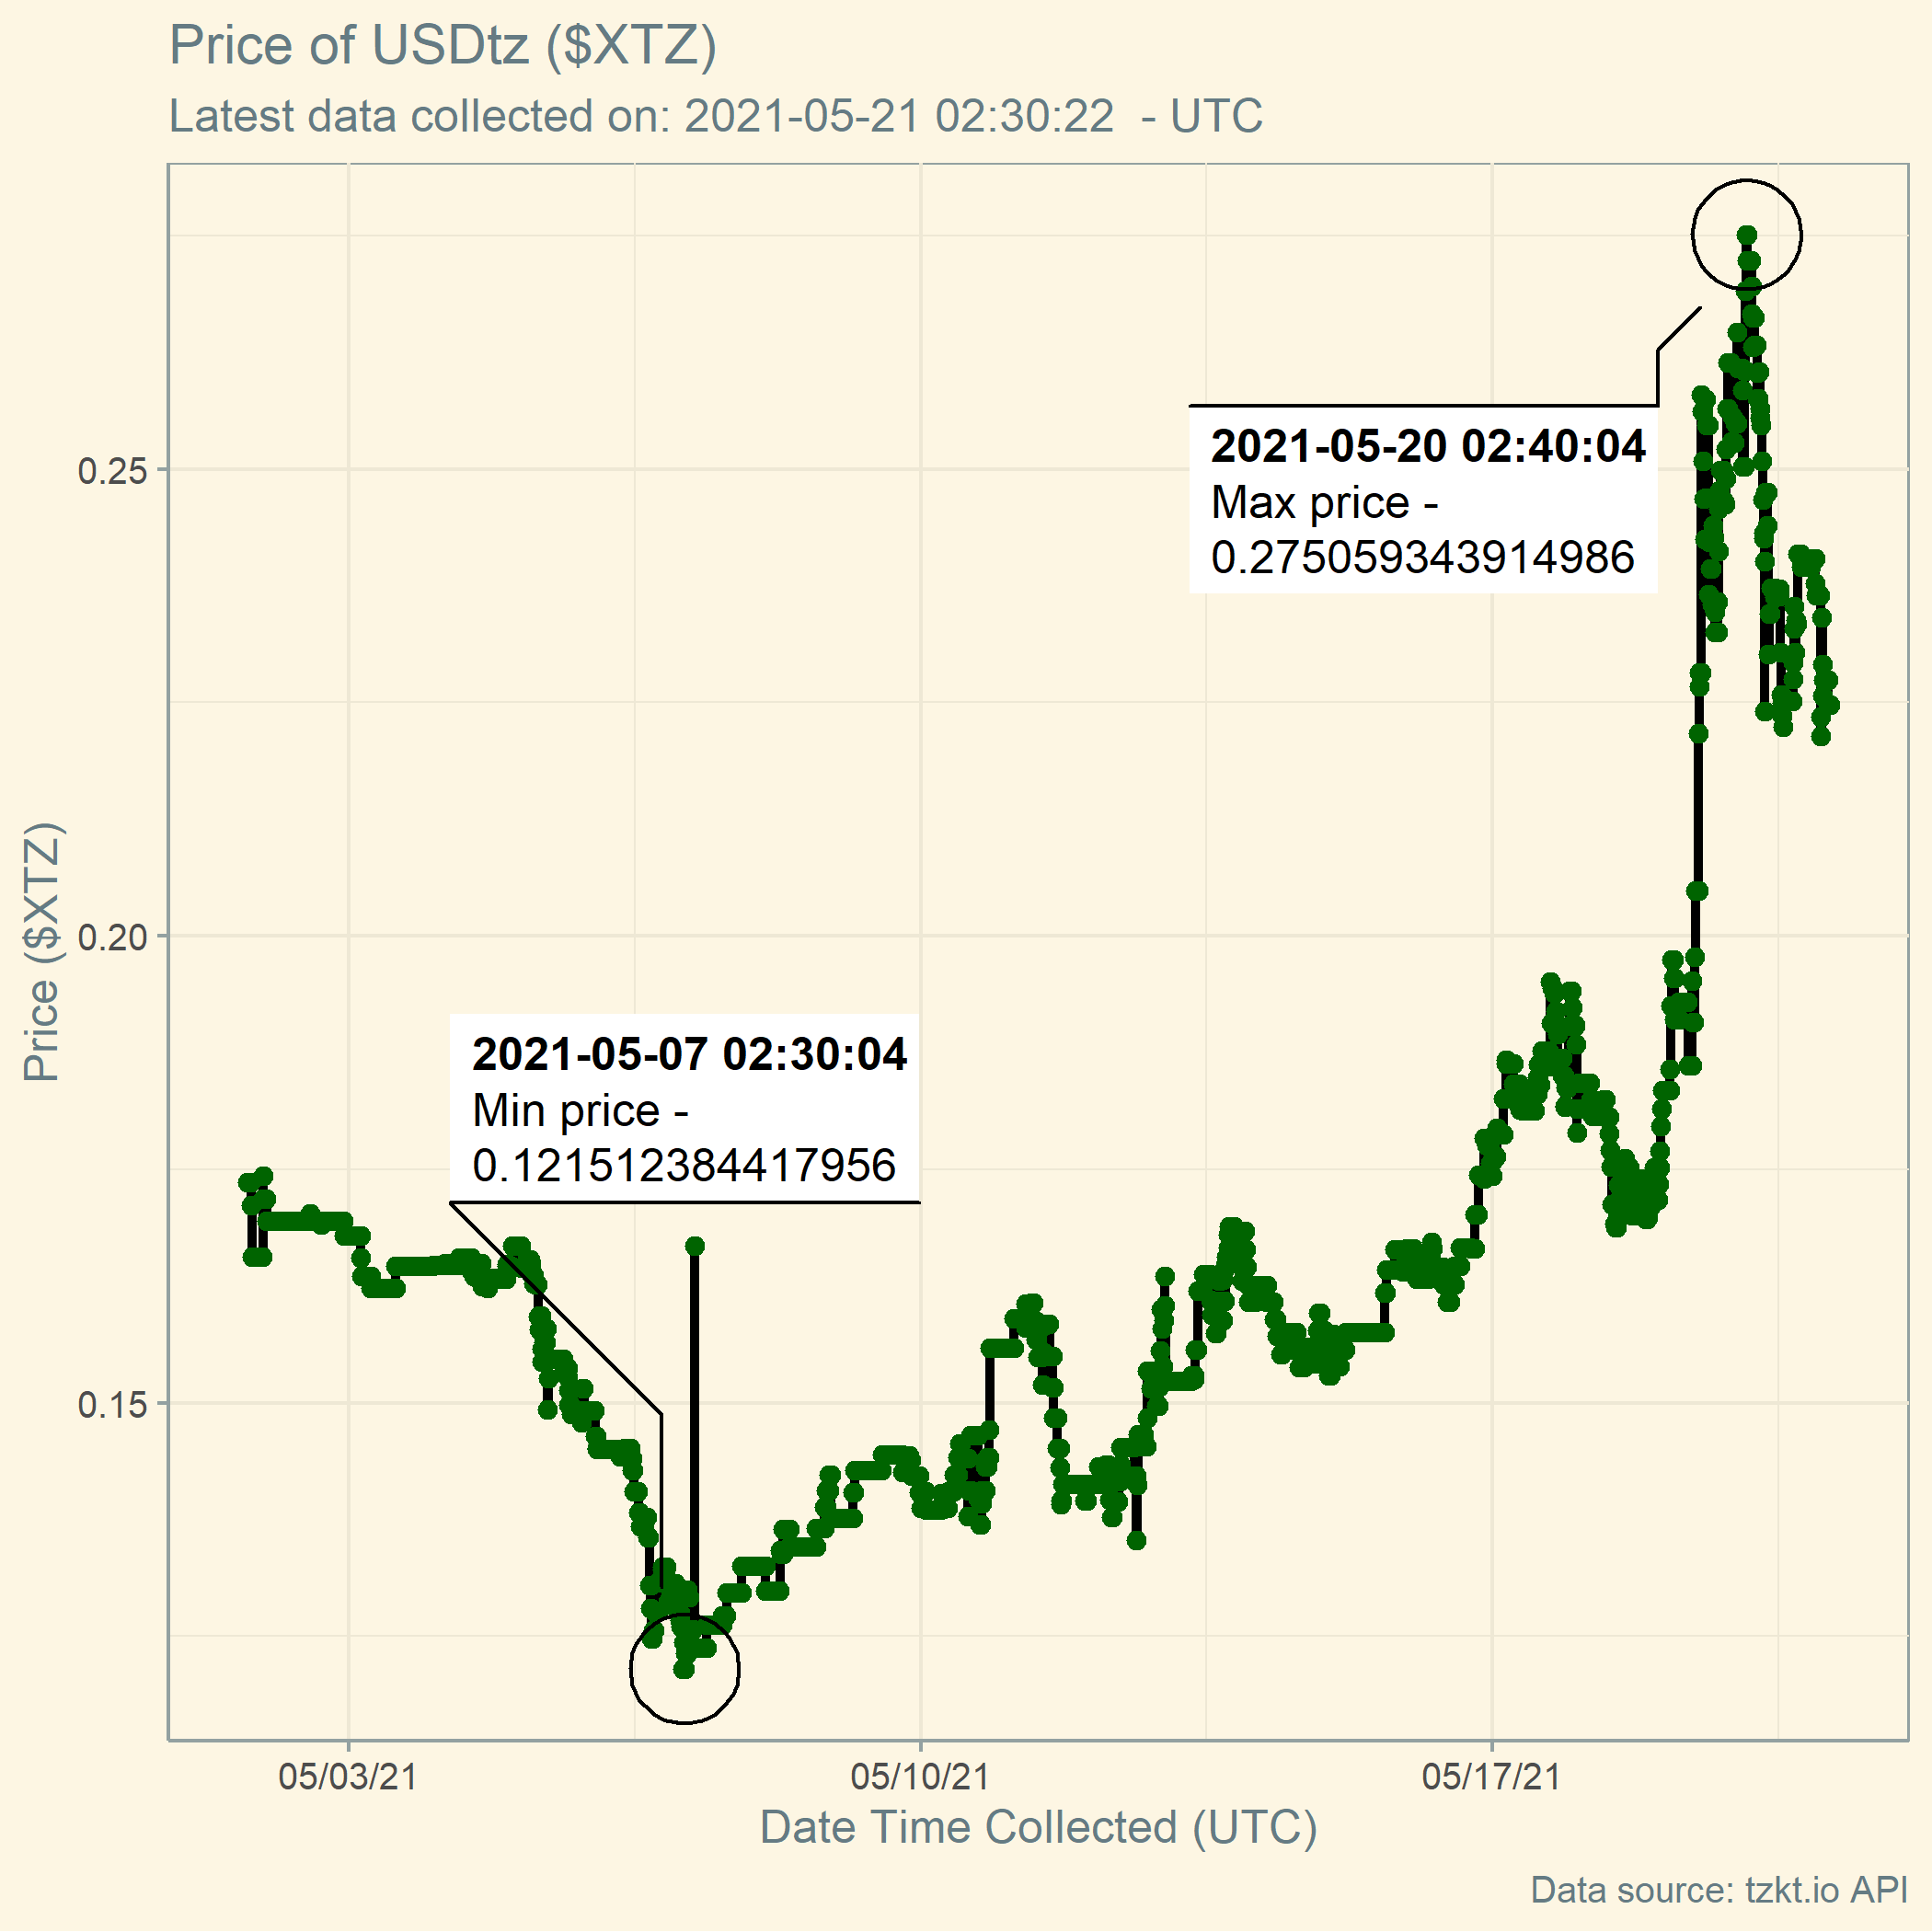 Price of USDtz ($XTZ)
Latest data collected on: 2021-05-21 02:30:22  - UTC
Price ($XTZ)
0.25
0.20
0.15
2021-05-20 02:40:04
Max price -
0.275059343914986
2021-05-07 02:30:04
Min price -
0.121512384417956
05/03/21
05/10/21
05/17/21
Date Time Collected (UTC)
Data source: tzkt.io API